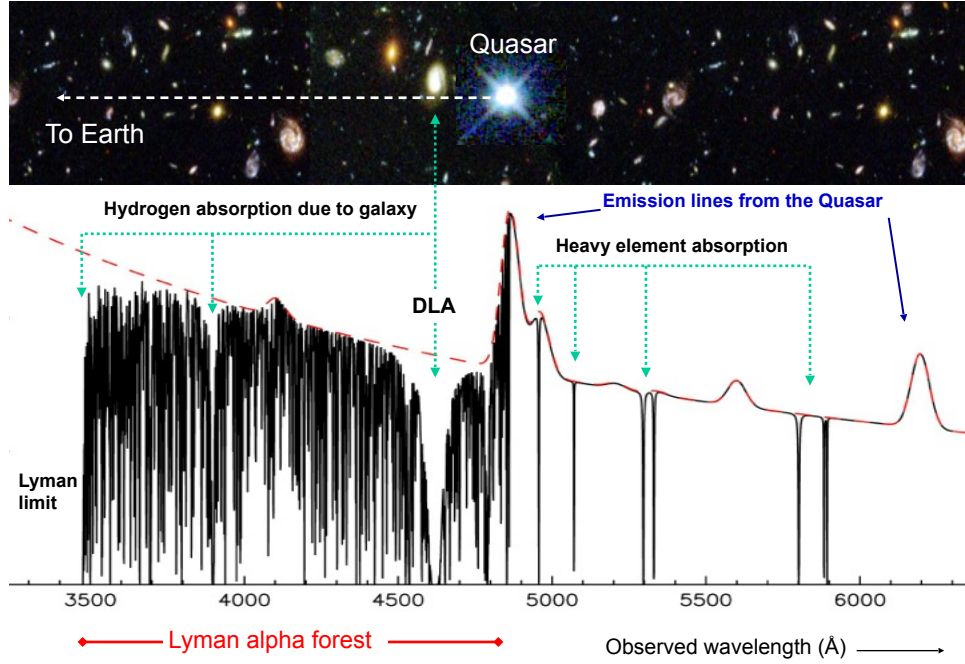 Quasar
To Earth
Hydrogen absorption due to galaxy
Emission lines from the Quasar
Heavy element absorption
DLA
Lyman
limit
3500 4000 4500 5000 5500 6000
Lyman alpha forest
Observed wavelength (Å)